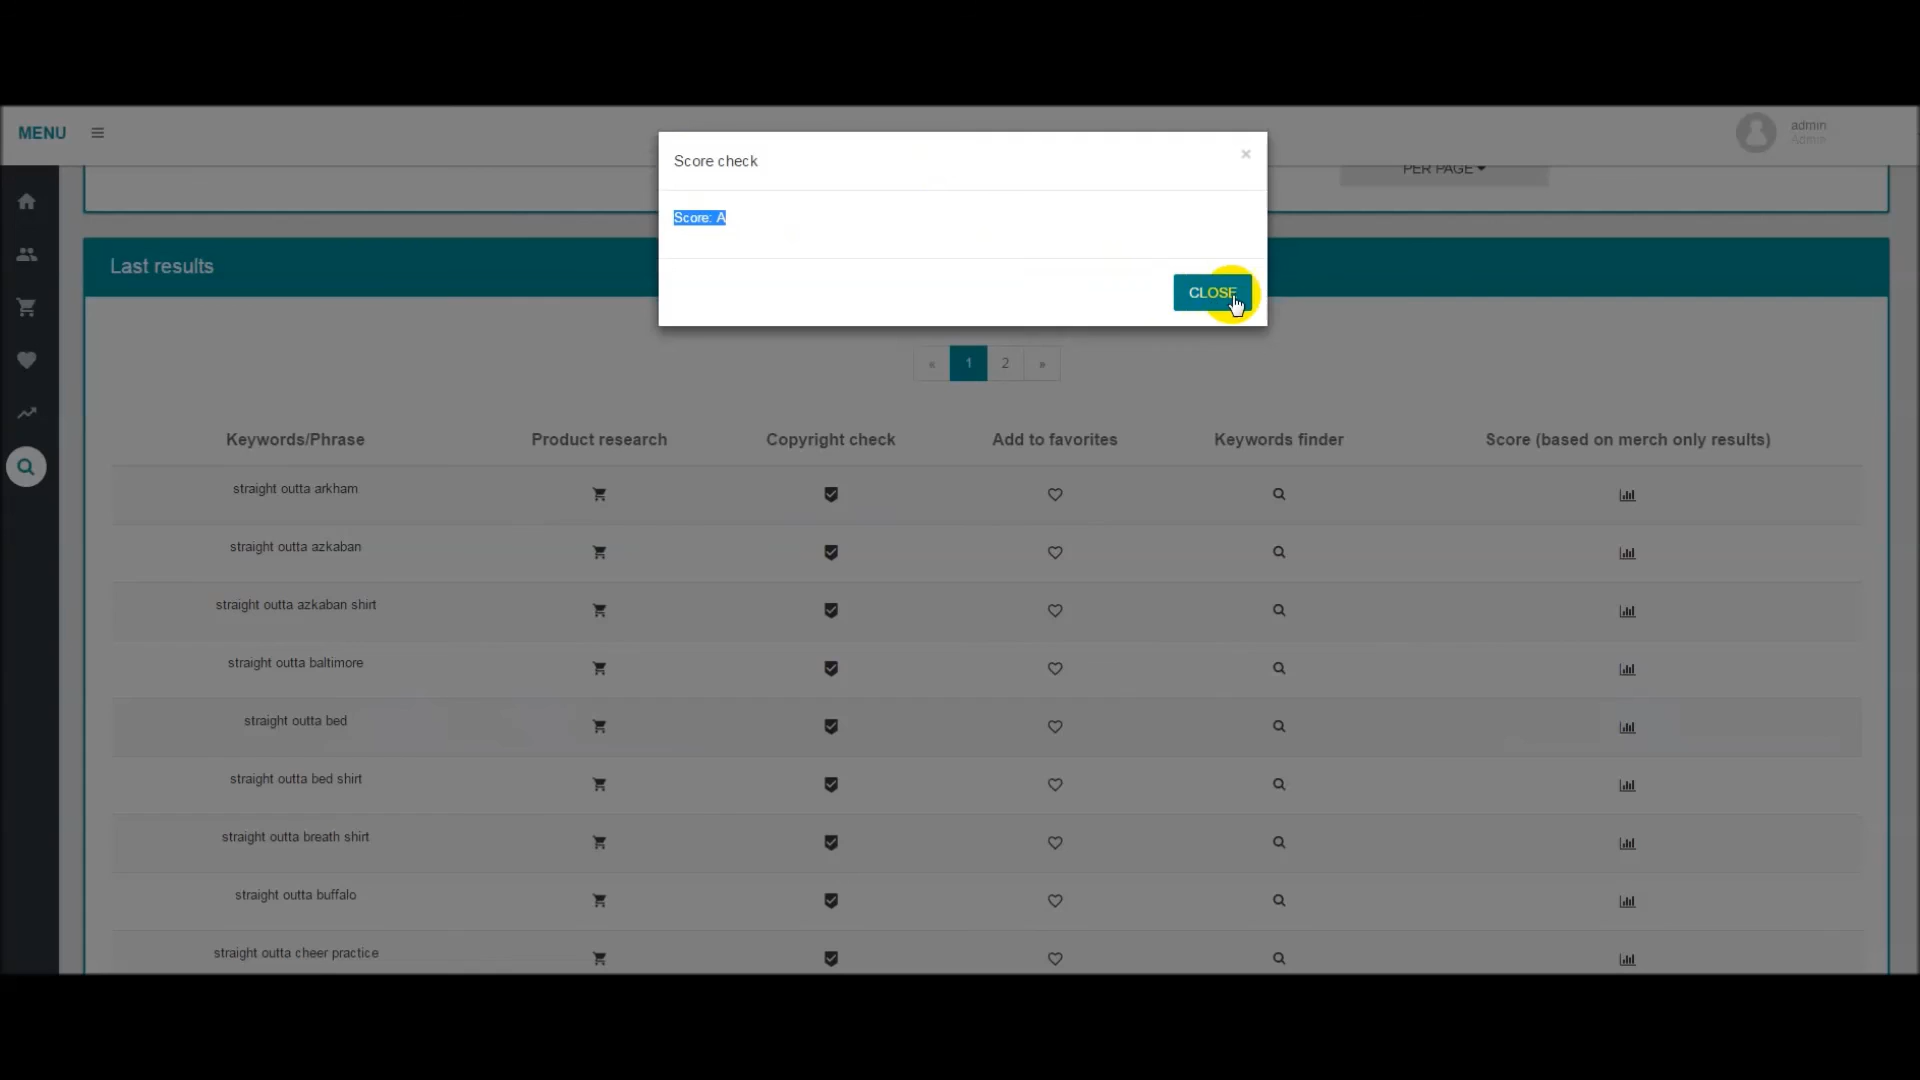 MENU
admin
Admin
PER PAGE
Score check
×
Score: A
CLOSE
Last results
« 1 2 »
Keywords/Phrase Product research Copyright check Add to favorites Keywords finder Score (based on merch only results)
straight outta arkham
straight outta azkaban
straight outta azkaban shirt
straight outta baltimore
straight outta bed
straight outta bed shirt
straight outta breath shirt
straight outta buffalo
straight outta cheer practice